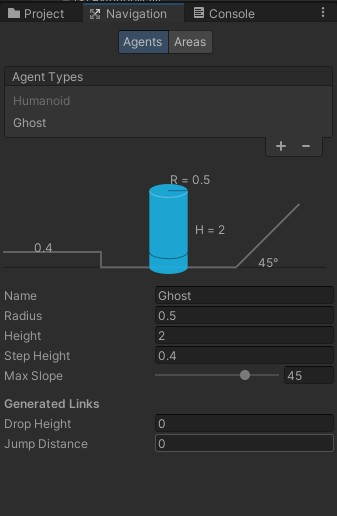 Project Navigation Console
Agents Areas
Agent Types
Humanoid
Ghost
+ −
R = 0.5
H = 2
0.4
45°
Name Ghost
Radius 0.5
Height 2
Step Height 0.4
Max Slope 45
Generated Links
Drop Height 0
Jump Distance 0